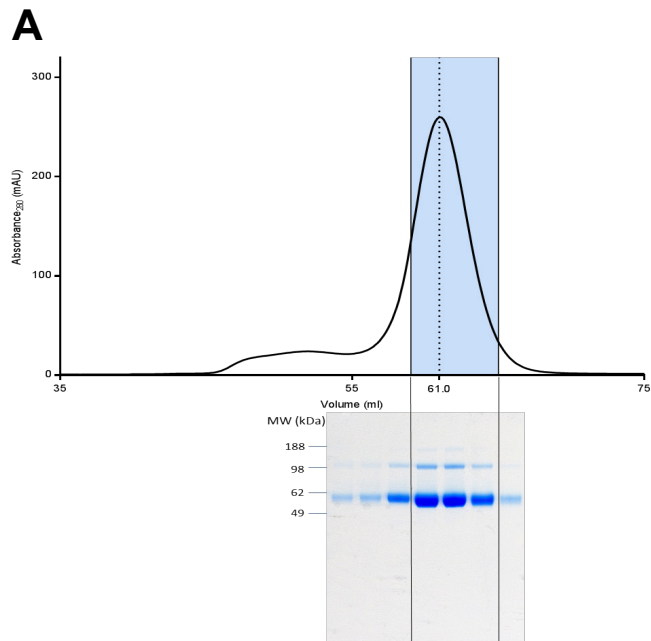 A
300
200
100
0
Absorbance₂₈₀ (mAU)
35 55 61.0 75
Volume (ml)
MW (kDa)
188
98
62
49